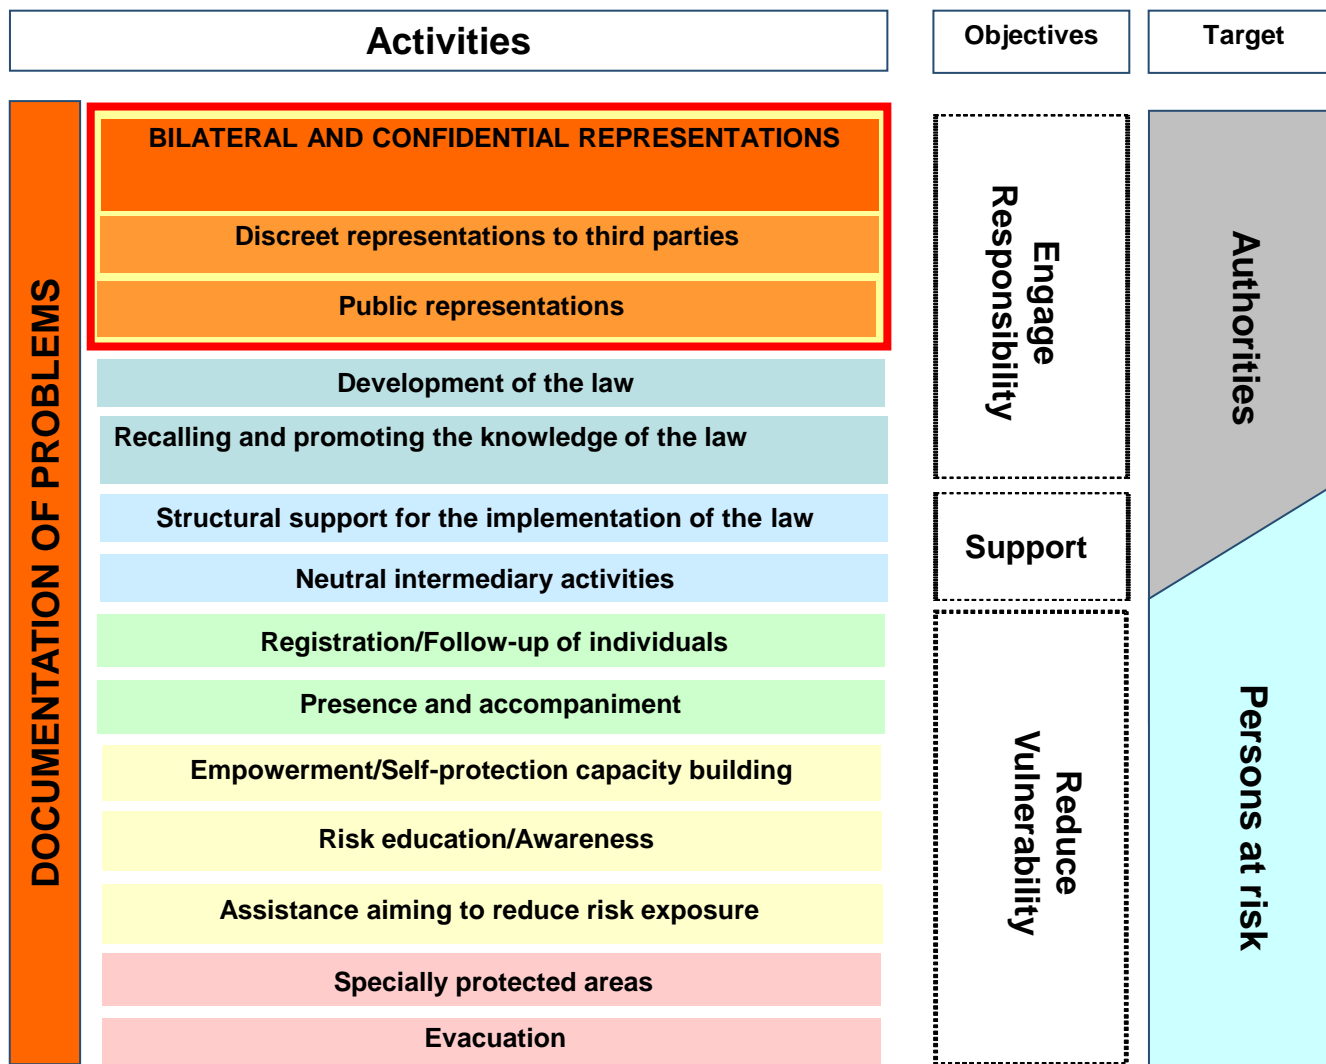 Activities
Objectives
Target
DOCUMENTATION OF PROBLEMS
BILATERAL AND CONFIDENTIAL REPRESENTATIONS
Discreet representations to third parties
Public representations
Development of the law
Recalling and promoting the knowledge of the law
Structural support for the implementation of the law
Neutral intermediary activities
Registration/Follow-up of individuals
Presence and accompaniment
Empowerment/Self-protection capacity building
Risk education/Awareness
Assistance aiming to reduce risk exposure
Specially protected areas
Evacuation
Engage
Responsibility
Support
Reduce
Vulnerability
Authorities
Persons at risk